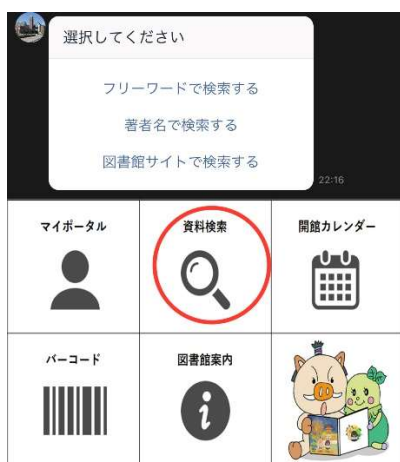 選択してください
フリーワードで検索する
著者名で検索する
図書館サイトで検索する
22:16
マイポータル
資料検索
開館カレンダー
バーコード
図書館案内